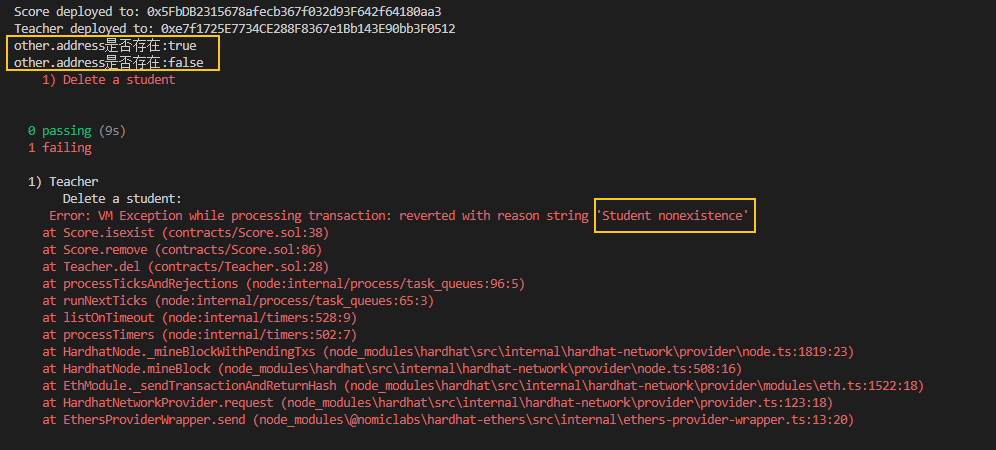 Score deployed to: 0x5FbDB2315678afecb367f032d93F642f64180aa3
Teacher deployed to: 0xe7f1725E7734CE288F8367e1Bb143E90bb3F0512
other.address是否存在:true
other.address是否存在:false
1) Delete a student
0 passing (9s)
1 failing
1) Teacher
Delete a student:
Error: VM Exception while processing transaction: reverted with reason string 'Student nonexistence'
at Score.isexist (contracts/Score.sol:38)
at Score.remove (contracts/Score.sol:86)
at Teacher.del (contracts/Teacher.sol:28)
at processTicksAndRejections (node:internal/process/task_queues:96:5)
at runNextTicks (node:internal/process/task_queues:65:3)
at listOnTimeout (node:internal/timers:528:9)
at processTimers (node:internal/timers:502:7)
at HardhatNode._mineBlockWithPendingTxs (node_modules\hardhat\src\internal\hardhat-network\provider\node.ts:1819:23)
at HardhatNode.mineBlock (node_modules\hardhat\src\internal\hardhat-network\provider\node.ts:508:16)
at EthModule._sendTransactionAndReturnHash (node_modules\hardhat\src\internal\hardhat-network\provider\modules\eth.ts:1522:18)
at HardhatNetworkProvider.request (node_modules\hardhat\src\internal\hardhat-network\provider\provider.ts:123:18)
at EthersProviderWrapper.send (node_modules\@nomiclabs\hardhat-ethers\src\internal\ethers-provider-wrapper.ts:13:20)